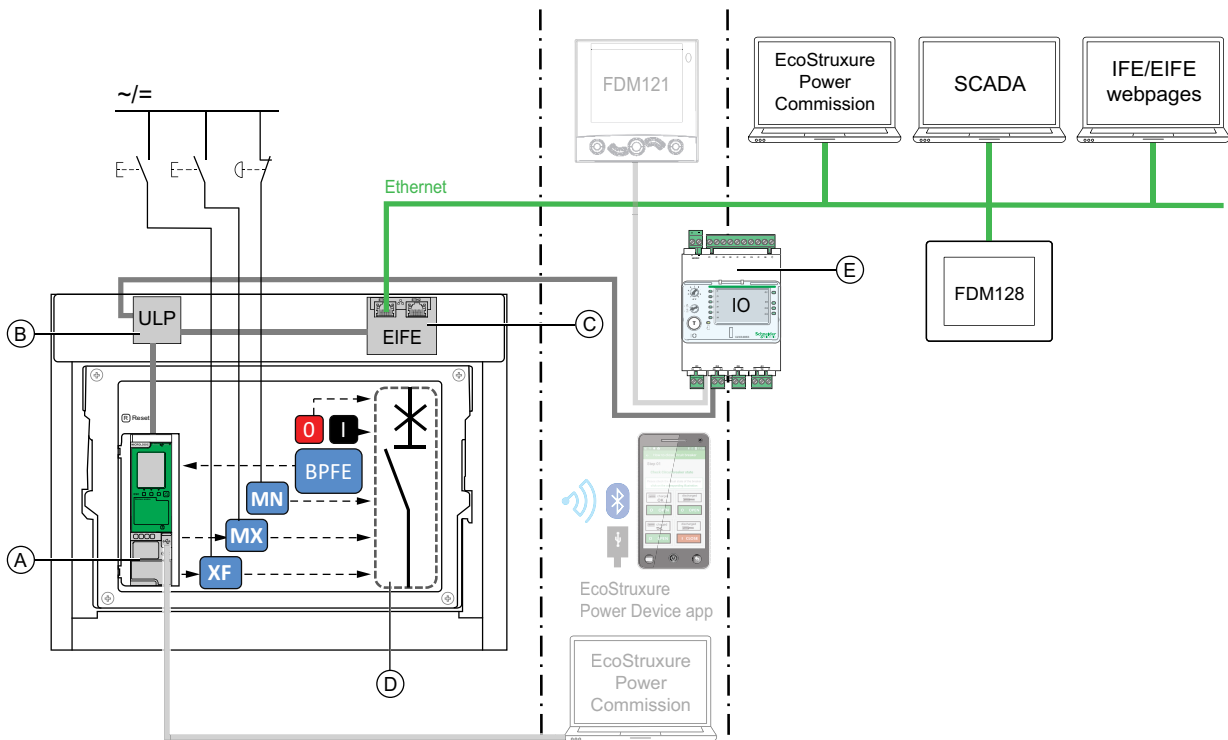 ~/=
FDM121
EcoStruxure
Power
Commission
SCADA
IFE/EIFE
webpages
Ethernet
E
IO
Schneider
FDM128
B
ULP
EIFE
C
R Reset
0
I
BPFE
MN
MX
XF
A
D
EcoStruxure
Power Device app
EcoStruxure
Power
Commission